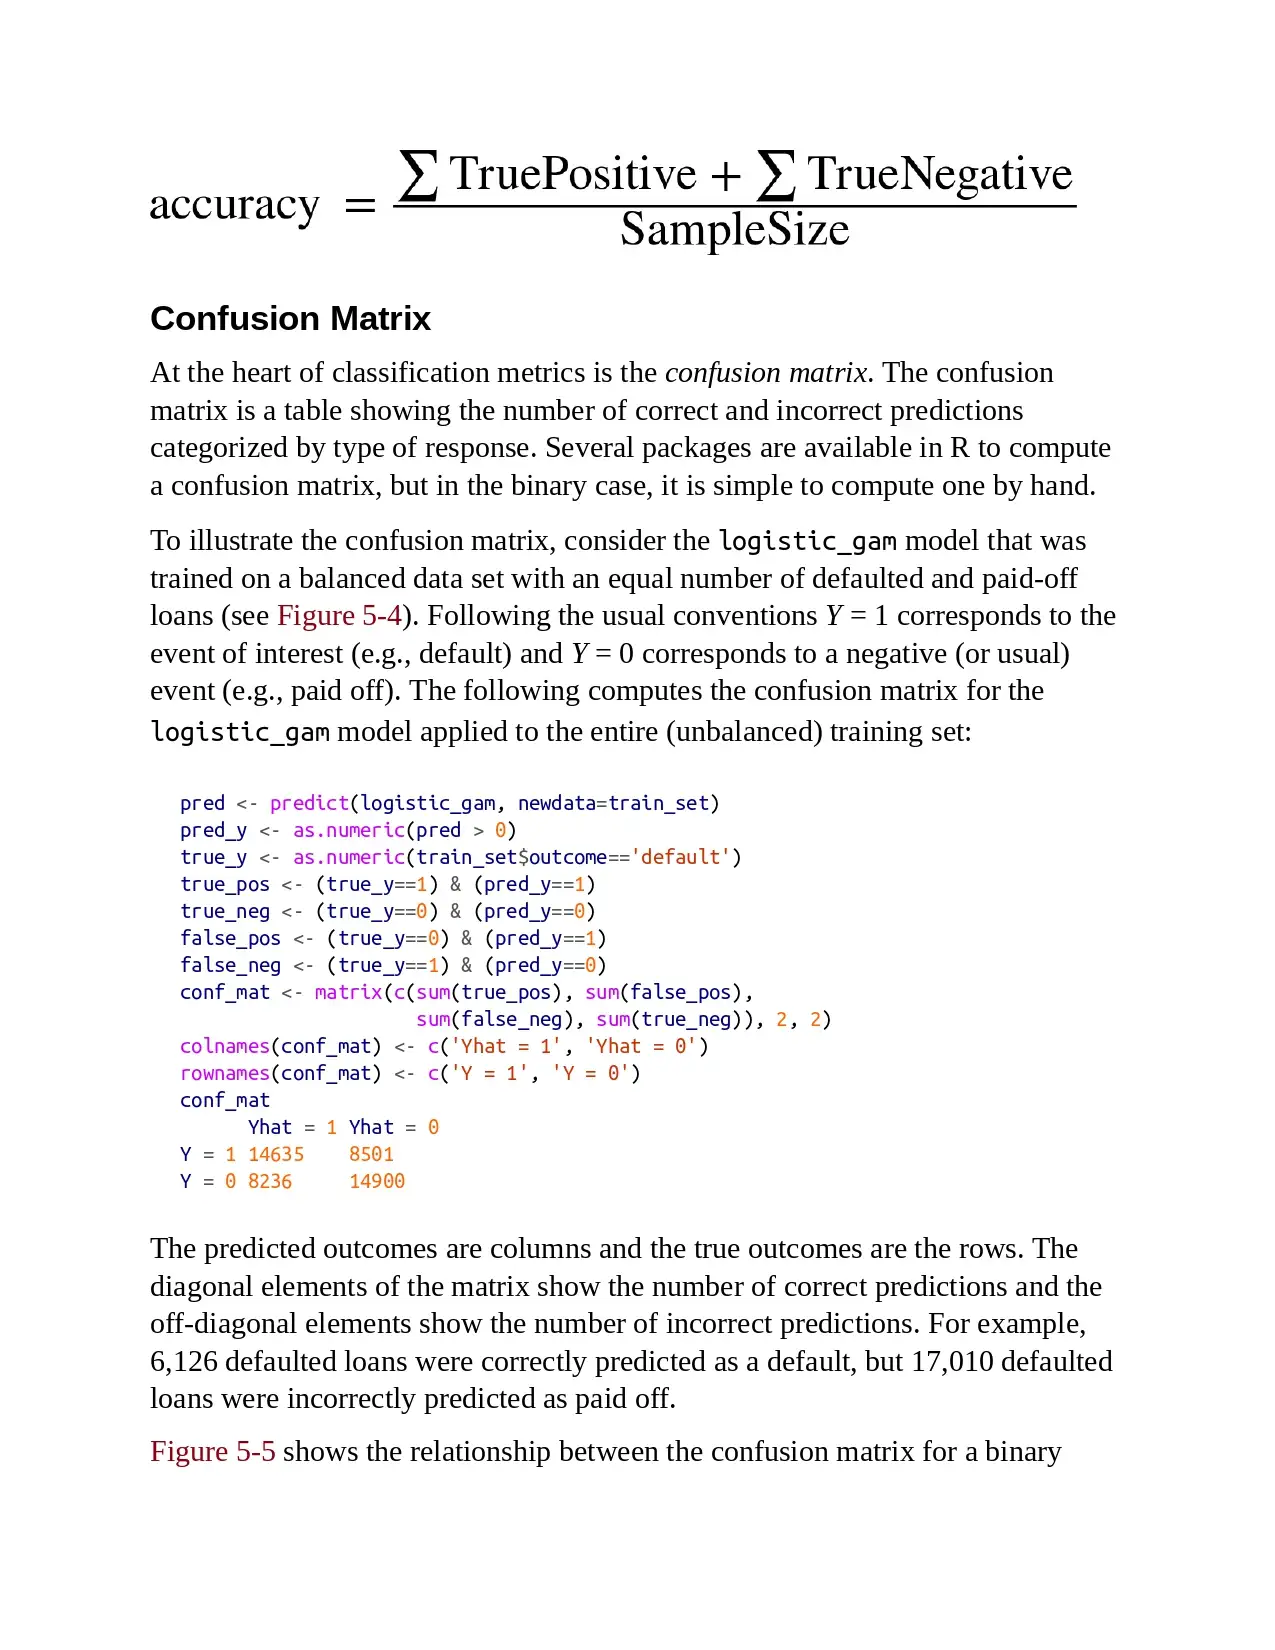 accuracy = ∑ TruePositive + ∑ TrueNegative
SampleSize
Confusion Matrix
At the heart of classification metrics is the confusion matrix. The confusion
matrix is a table showing the number of correct and incorrect predictions
categorized by type of response. Several packages are available in R to compute
a confusion matrix, but in the binary case, it is simple to compute one by hand.
To illustrate the confusion matrix, consider the logistic_gam model that was
trained on a balanced data set with an equal number of defaulted and paid-off
loans (see Figure 5-4). Following the usual conventions Y = 1 corresponds to the
event of interest (e.g., default) and Y = 0 corresponds to a negative (or usual)
event (e.g., paid off). The following computes the confusion matrix for the
logistic_gam model applied to the entire (unbalanced) training set:
pred <- predict(logistic_gam, newdata=train_set)
pred_y <- as.numeric(pred > 0)
true_y <- as.numeric(train_set$outcome=='default')
true_pos <- (true_y==1) & (pred_y==1)
true_neg <- (true_y==0) & (pred_y==0)
false_pos <- (true_y==0) & (pred_y==1)
false_neg <- (true_y==1) & (pred_y==0)
conf_mat <- matrix(c(sum(true_pos), sum(false_pos),
sum(false_neg), sum(true_neg)), 2, 2)
colnames(conf_mat) <- c('Yhat = 1', 'Yhat = 0')
rownames(conf_mat) <- c('Y = 1', 'Y = 0')
conf_mat
Yhat = 1 Yhat = 0
Y = 1 14635 8501
Y = 0 8236 14900
The predicted outcomes are columns and the true outcomes are the rows. The
diagonal elements of the matrix show the number of correct predictions and the
off-diagonal elements show the number of incorrect predictions. For example,
6,126 defaulted loans were correctly predicted as a default, but 17,010 defaulted
loans were incorrectly predicted as paid off.
Figure 5-5 shows the relationship between the confusion matrix for a binary